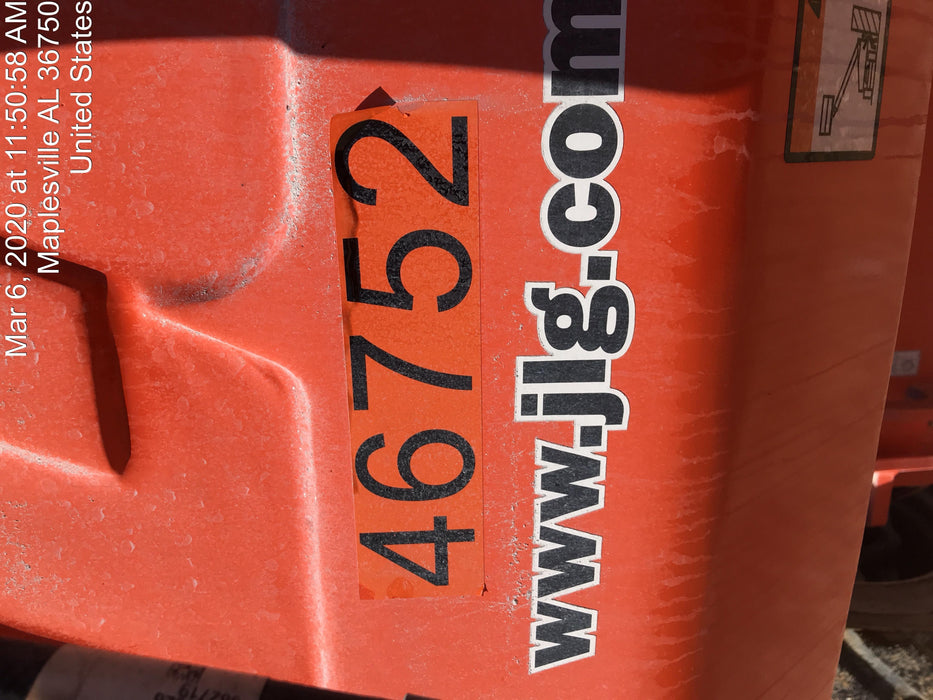 Mar 6, 2020 at 11:50:58 AM
Maplesville AL 36750
United States
46752
www.jlg.com